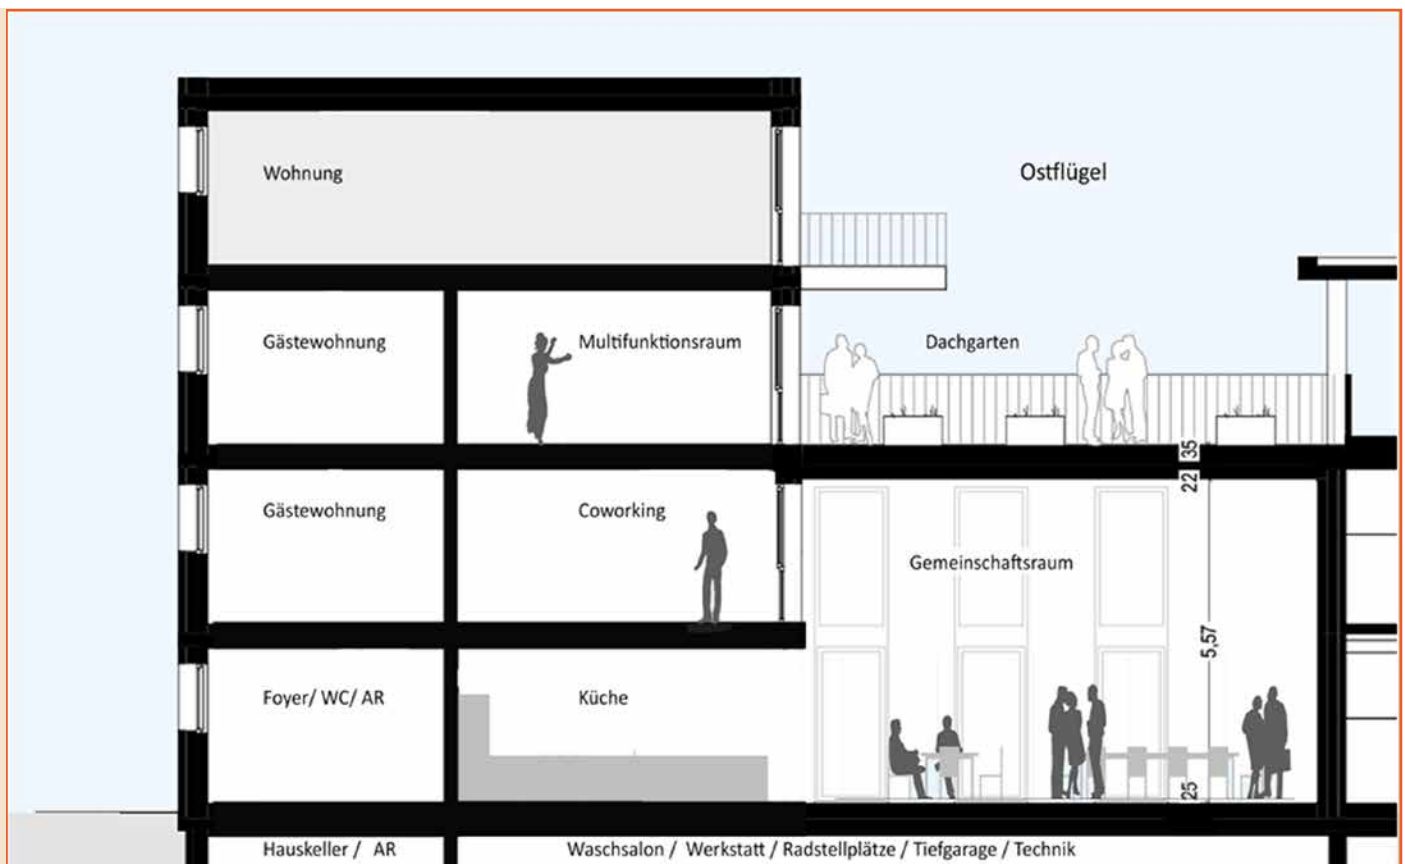 Wohnung
Ostflügel
Gästewohnung
Multifunktionsraum
Dachgarten
35
22
Gästewohnung
Coworking
Gemeinschaftsraum
5,57
Foyer/ WC/ AR
Küche
25
Hauskeller / AR
Waschsalon / Werkstatt / Radstellplätze / Tiefgarage / Technik